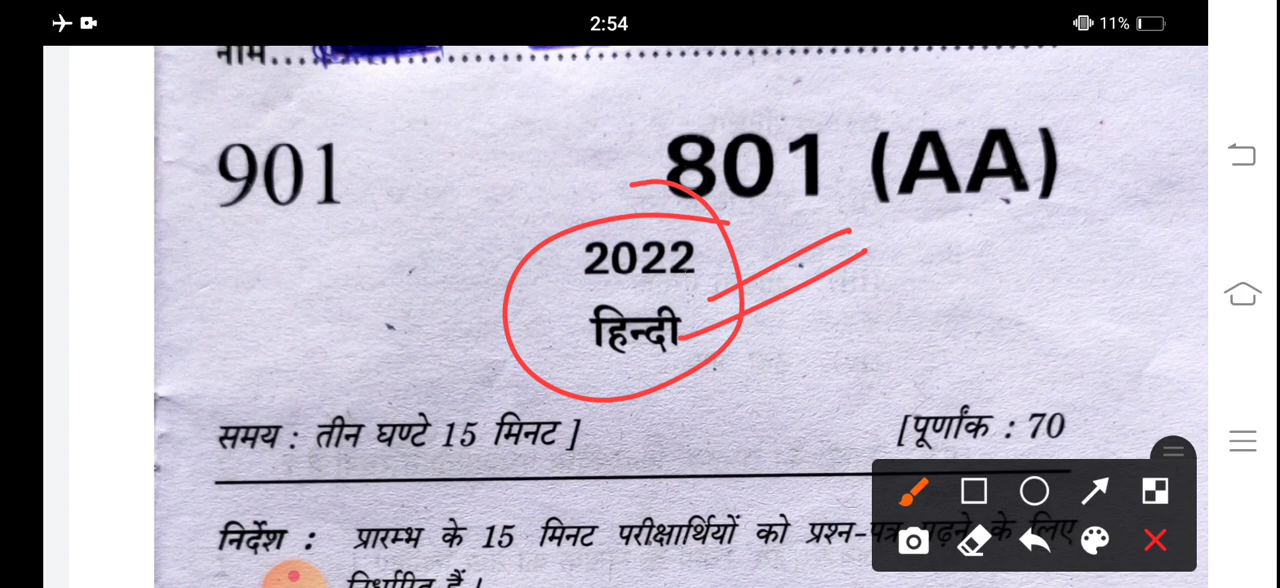 2:54
11%
नाम
901 801 (AA)
2022
हिन्दी
समय : तीन घण्टे 15 मिनट ] [पूर्णांक : 70
निर्देश : प्रारम्भ के 15 मिनट परीक्षार्थियों को प्रश्न-पत्र पढ़ने के लिए
निर्धारित हैं।